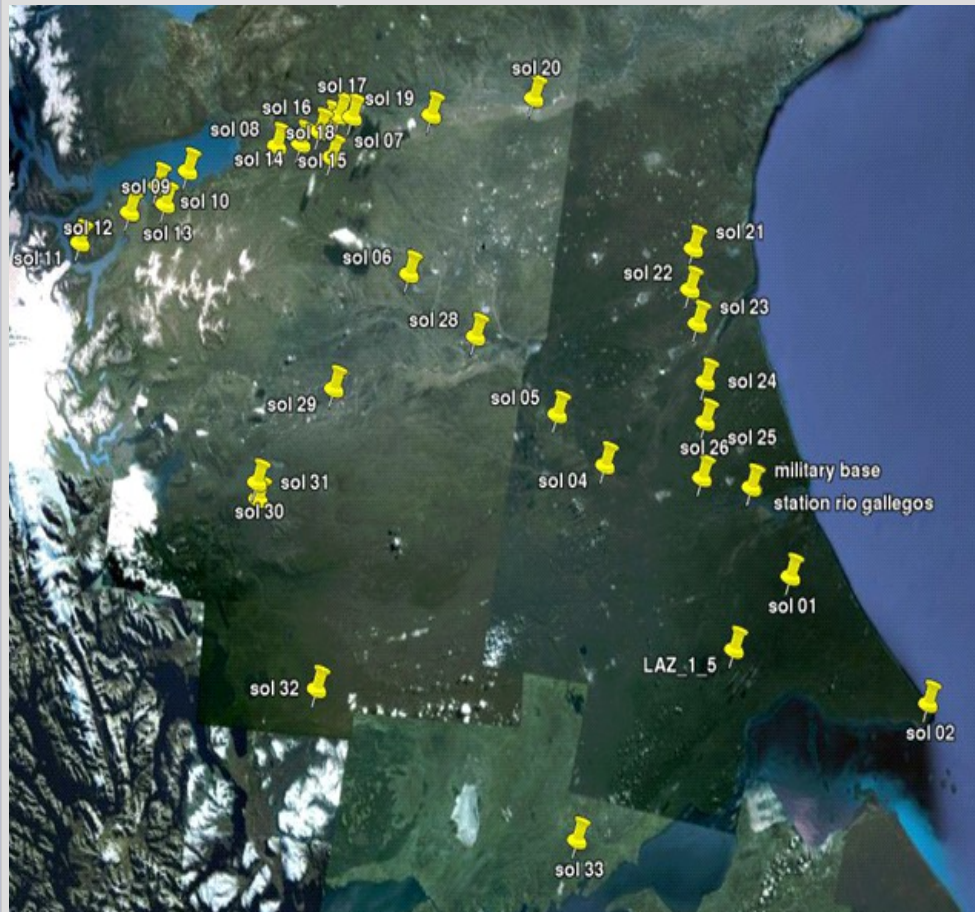 sol 20
sol 17
sol 16
sol 19
sol 08
sol 18
sol 07
sol 14
sol 15
sol 09
sol 10
sol 12
sol 13
sol 11
sol 06
sol 21
sol 22
sol 23
sol 28
sol 24
sol 29
sol 05
sol 25
sol 26
sol 04
military base
station rio gallegos
sol 31
sol 30
sol 01
LAZ_1_5
sol 32
sol 02
sol 33